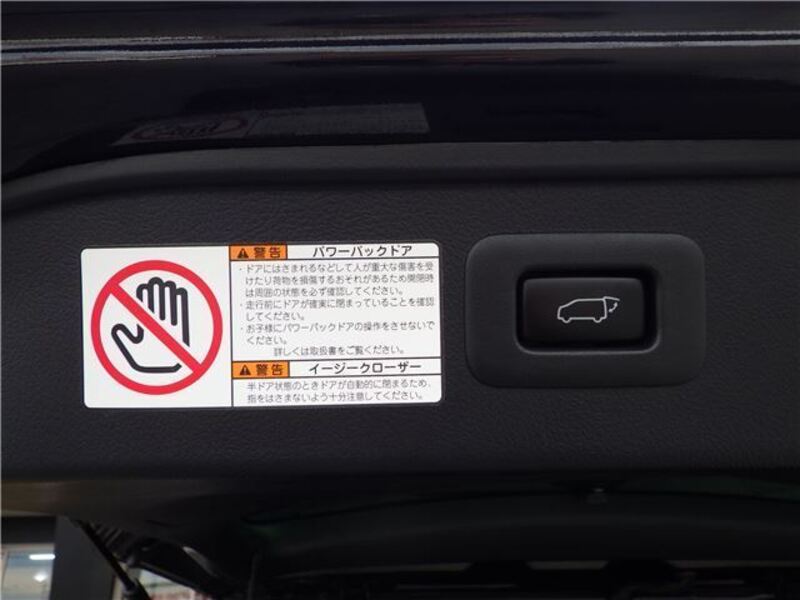 警告 パワーバックドア
・ドアにはさまれるなどして人が重大な傷害を受
けたり荷物を損傷するおそれがあるため開閉時
は周囲の状態を必ず確認してください。
・走行前にドアが確実に閉まっていることを確認
してください。
・お子様にパワーバックドアの操作をさせないで
ください。
詳しくは取扱書をご覧ください。
警告 イージークローザー
半ドア状態のときドアが自動的に閉まるため、
指をはさまないよう十分注意してください。